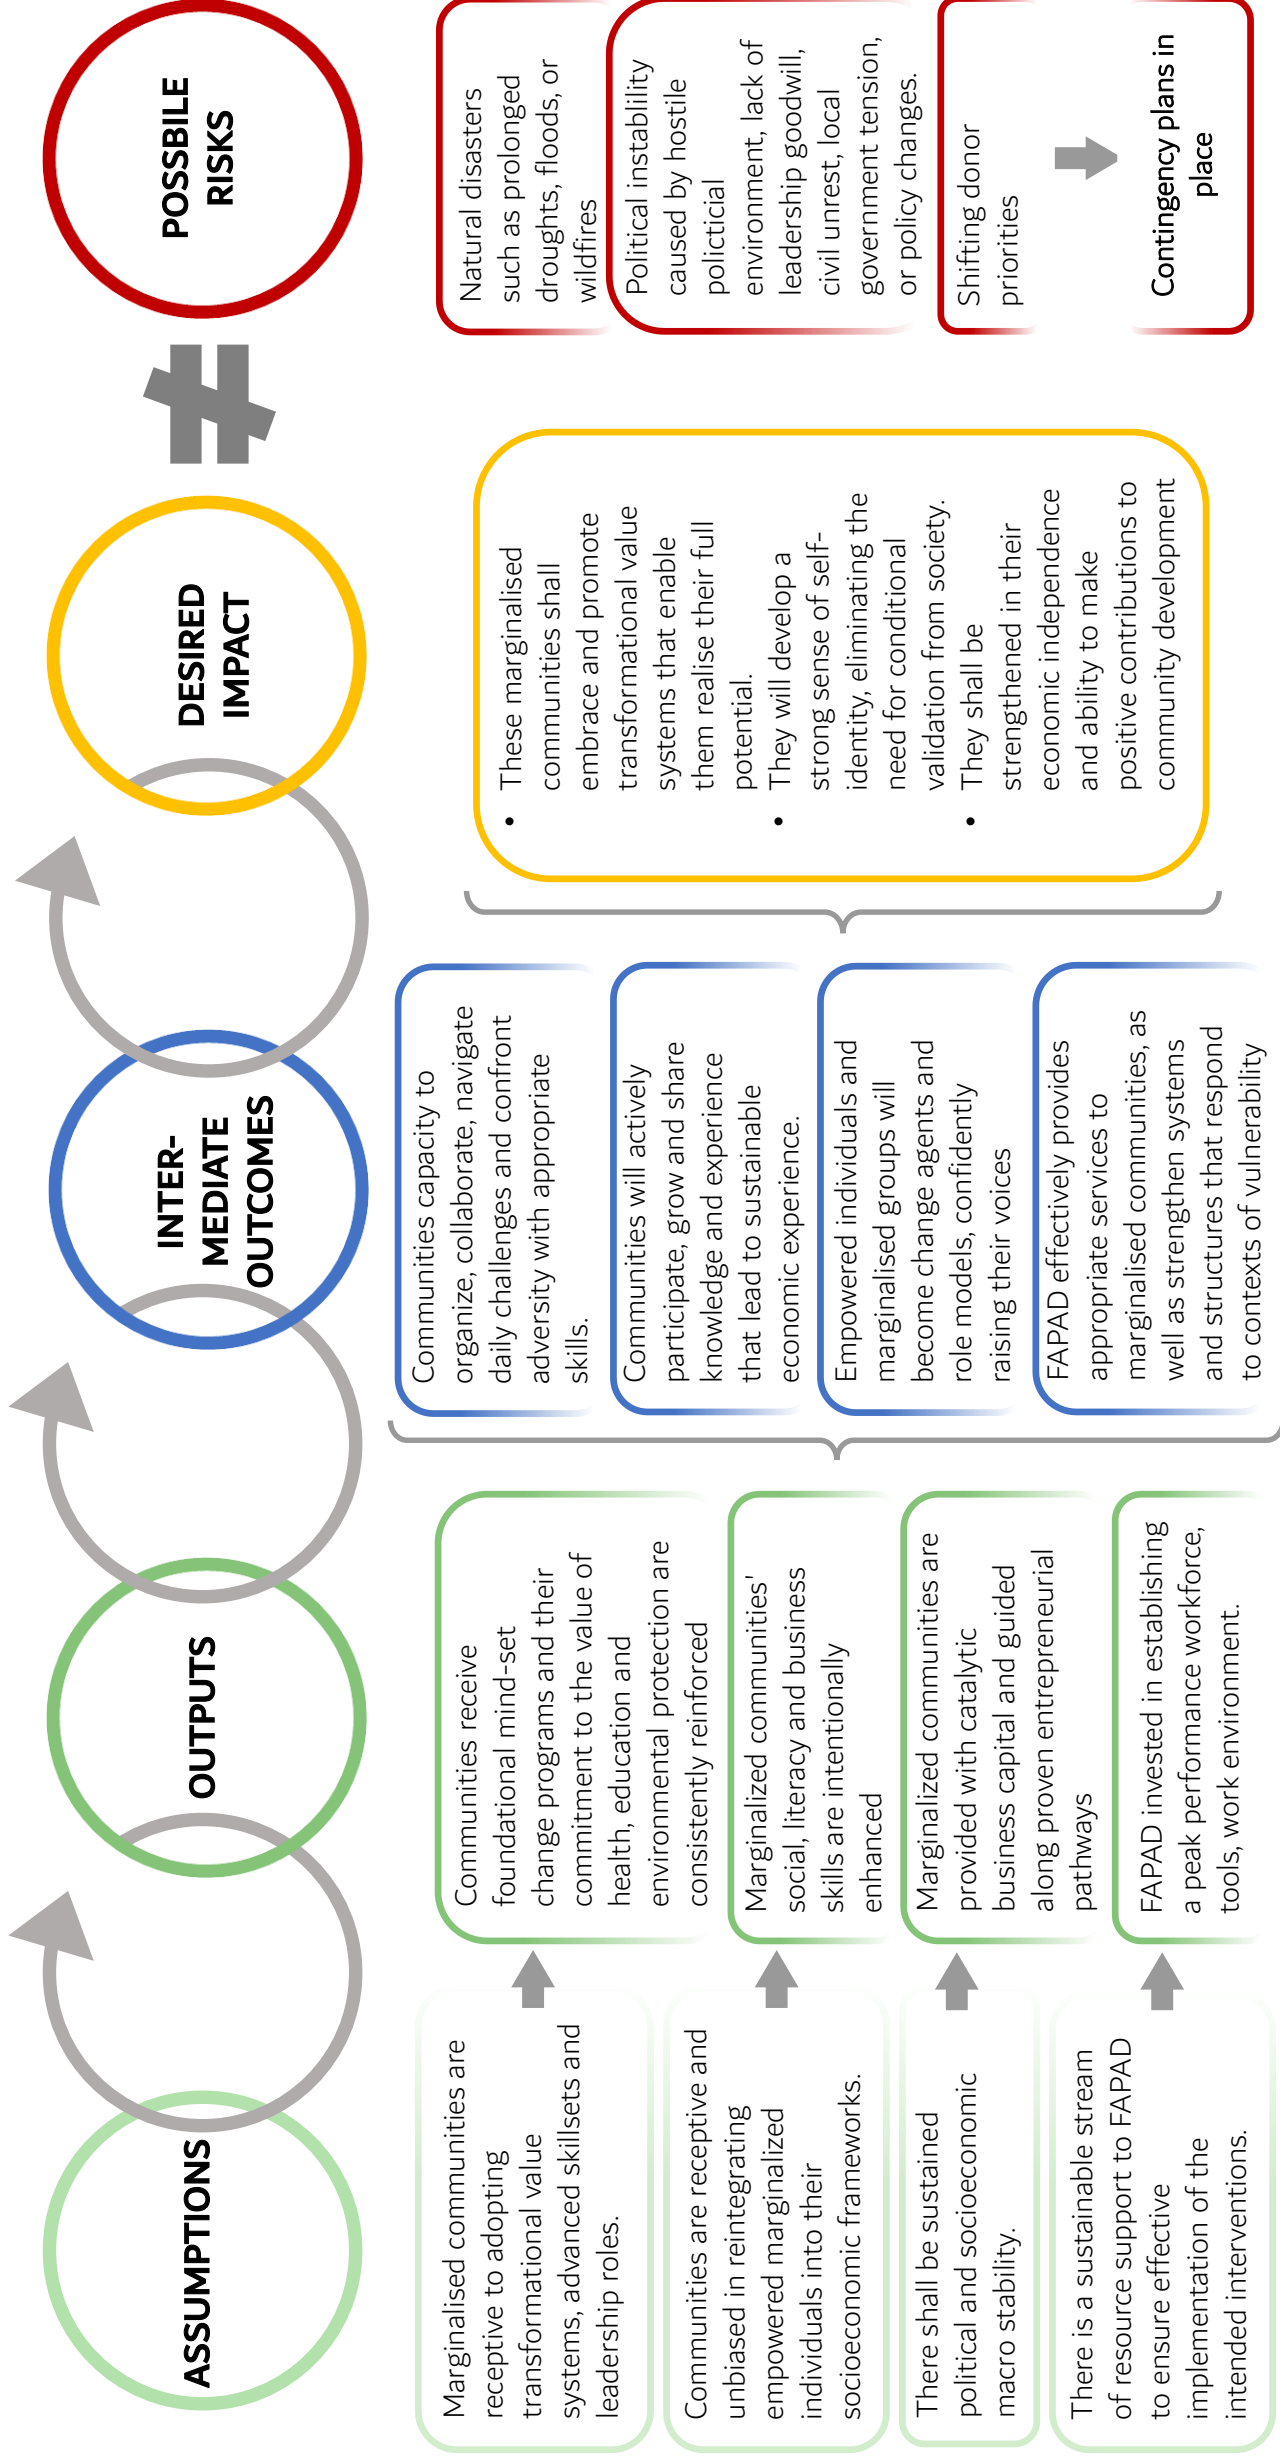 ASSUMPTIONS
OUTPUTS
INTER-
MEDIATE
OUTCOMES
DESIRED
IMPACT
POSSBILE
RISKS
Marginalised communities are
receptive to adopting
transformational value
systems, advanced skillsets and
leadership roles.
Communities are receptive and
unbiased in reintegrating
empowered marginalized
individuals into their
socioeconomic frameworks.
There shall be sustained
political and socioeconomic
macro stability.
There is a sustainable stream
of resource support to FAPAD
to ensure effective
implementation of the
intended interventions.
Communities receive
foundational mind-set
change programs and their
commitment to the value of
health, education and
environmental protection are
consistently reinforced
Marginalized communities'
social, literacy and business
skills are intentionally
enhanced
Marginalized communities are
provided with catalytic
business capital and guided
along proven entrepreneurial
pathways
FAPAD invested in establishing
a peak performance workforce,
tools, work environment.
Communities capacity to
organize, collaborate, navigate
daily challenges and confront
adversity with appropriate
skills.
Communities will actively
participate, grow and share
knowledge and experience
that lead to sustainable
economic experience.
Empowered individuals and
marginalised groups will
become change agents and
role models, confidently
raising their voices
FAPAD effectively provides
appropriate services to
marginalised communities, as
well as strengthen systems
and structures that respond
to contexts of vulnerability
• These marginalised
communities shall
embrace and promote
transformational value
systems that enable
them realise their full
potential.
• They will develop a
strong sense of self-
identity, eliminating the
need for conditional
validation from society.
• They shall be
strengthened in their
economic independence
and ability to make
positive contributions to
community development
Natural disasters
such as prolonged
droughts, floods, or
wildfires
Political instablility
caused by hostile
policticial
environment, lack of
leadership goodwill,
civil unrest, local
government tension,
or policy changes.
Shifting donor
priorities
Contingency plans in
place